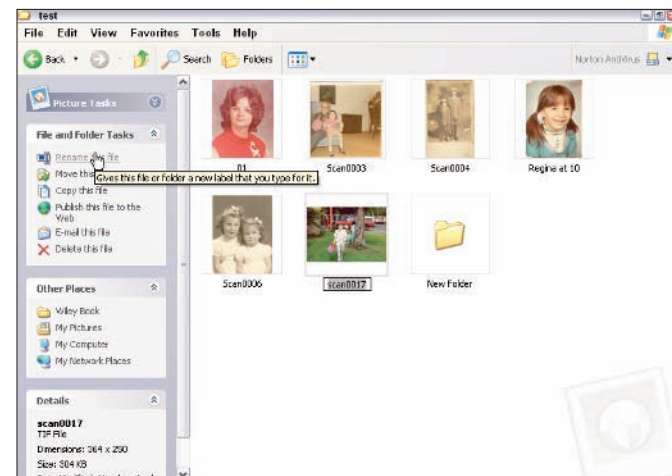 test
File Edit View Favorites Tools Help
Back Search Folders Norton AntiVirus
Picture Tasks
File and Folder Tasks
Rename this file
Move this
Gives this file or folder a new label that you type for it.
Copy this file
Publish this file to the
Web
E-mail this file
Delete this file
Other Places
Wiley Book
My Pictures
My Computer
My Network Places
Details
scan0017
TIF File
Dimensions: 364 x 250
Size: 304 KB
01 Scan0003 Scan0004 Regina at 10
Scan0006 scan0017 New Folder